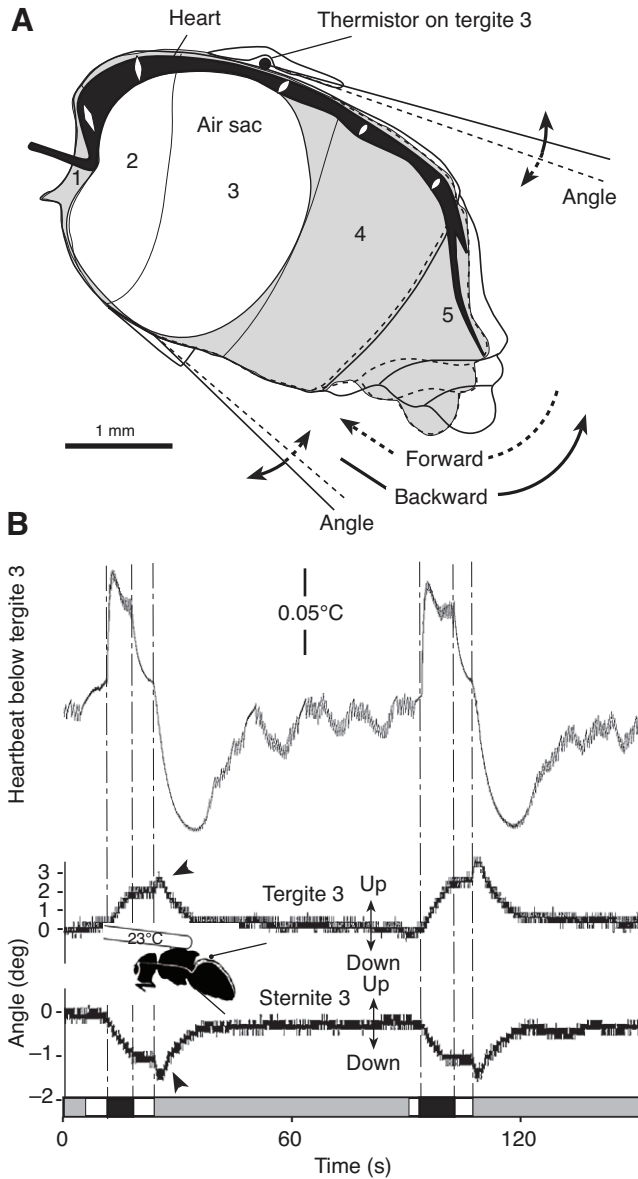 A
Heart
Thermistor on tergite 3
Air sac
1
2
3
4
5
Angle
1 mm
Forward
Backward
Angle
B
Heartbeat below tergite 3
0.05°C
Angle (deg)
3
2
1
0
Tergite 3
Up
Down
23°C
0
–1
–2
Sternite 3
Up
Down
0
60
120
Time (s)